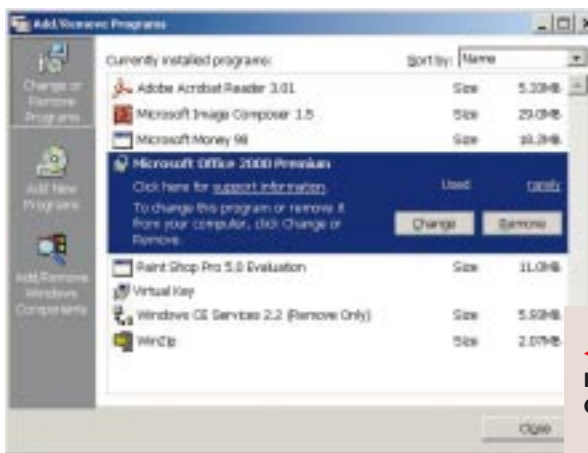 Add/Remove Programs
Change or Remove Programs
Add New Programs
Add/Remove Windows Components
Currently installed programs:
Sort by: Name
Adobe Acrobat Reader 3.01 Size 5.33MB
Microsoft Image Composer 1.5 Size 29.0MB
Microsoft Money 98 Size 18.3MB
Microsoft Office 2000 Premium
Click here for support information. Used rarely
To change this program or remove it
from your computer, click Change or
Remove.
Change Remove
Paint Shop Pro 5.0 Evaluation Size 11.0MB
Virtual Key
Windows CE Services 2.2 (Remove Only) Size 5.93MB
WinZip Size 2.07MB
Close